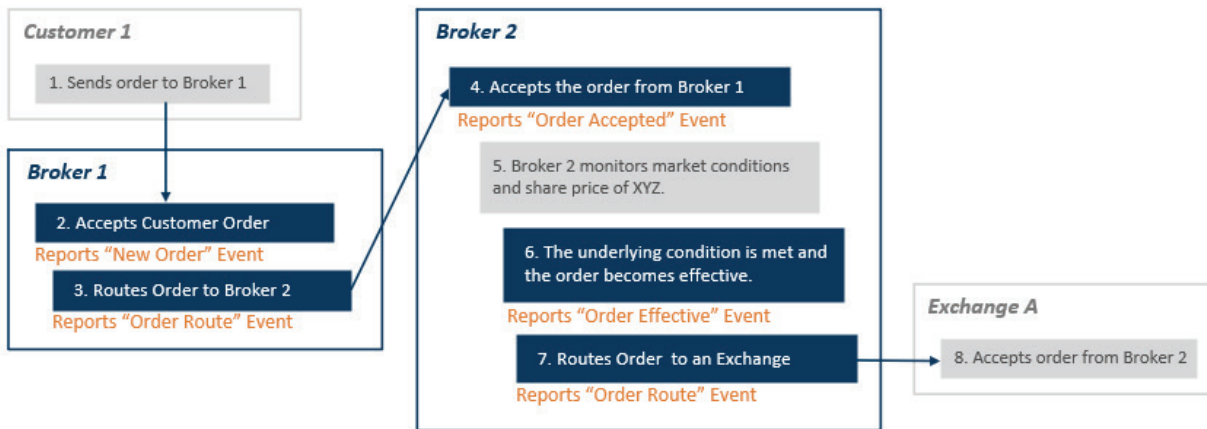 Customer 1
1. Sends order to Broker 1
Broker 1
2. Accepts Customer Order
Reports “New Order” Event
3. Routes Order to Broker 2
Reports “Order Route” Event
Broker 2
4. Accepts the order from Broker 1
Reports “Order Accepted” Event
5. Broker 2 monitors market conditions
and share price of XYZ.
6. The underlying condition is met and
the order becomes effective.
Reports “Order Effective” Event
7. Routes Order to an Exchange
Reports “Order Route” Event
Exchange A
8. Accepts order from Broker 2